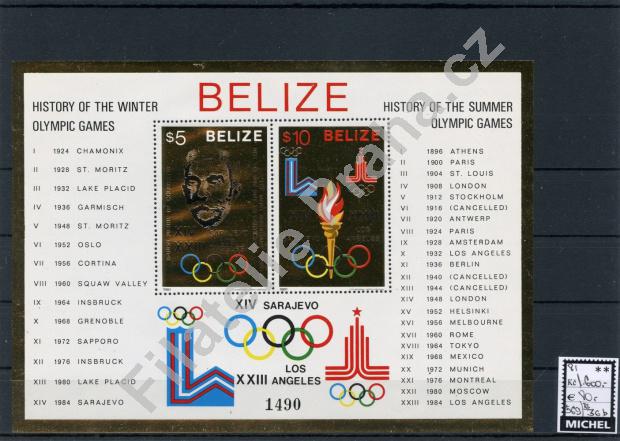 BELIZE
HISTORY OF THE WINTER
OLYMPIC GAMES
I 1924 CHAMONIX
II 1928 ST. MORITZ
III 1932 LAKE PLACID
IV 1936 GARMISCH
V 1948 ST. MORITZ
VI 1952 OSLO
VII 1956 CORTINA
VIII 1960 SQUAW VALLEY
IX 1964 INSBRUCK
X 1968 GRENOBLE
XI 1972 SAPPORO
XII 1976 INSBRUCK
XIII 1980 LAKE PLACID
XIV 1984 SARAJEVO
$5 BELIZE
$10 BELIZE
XIV SARAJEVO
LOS
XXIII ANGELES
1490
HISTORY OF THE SUMMER
OLYMPIC GAMES
I 1896 ATHENS
II 1900 PARIS
III 1904 ST. LOUIS
IV 1908 LONDON
V 1912 STOCKHOLM
VI 1916 (CANCELLED)
VII 1920 ANTWERP
VIII 1924 PARIS
IX 1928 AMSTERDAM
X 1932 LOS ANGELES
XI 1936 BERLIN
XII 1940 (CANCELLED)
XIII 1944 (CANCELLED)
XIV 1948 LONDON
XV 1952 HELSINKI
XVI 1956 MELBOURNE
XVII 1960 ROME
XVIII 1964 TOKYO
XIX 1968 MEXICO
XX 1972 MUNICH
XXI 1976 MONTREAL
XXII 1980 MOSCOW
XXIII 1984 LOS ANGELES
81 **
MICHEL
Filatelie Praha.cz